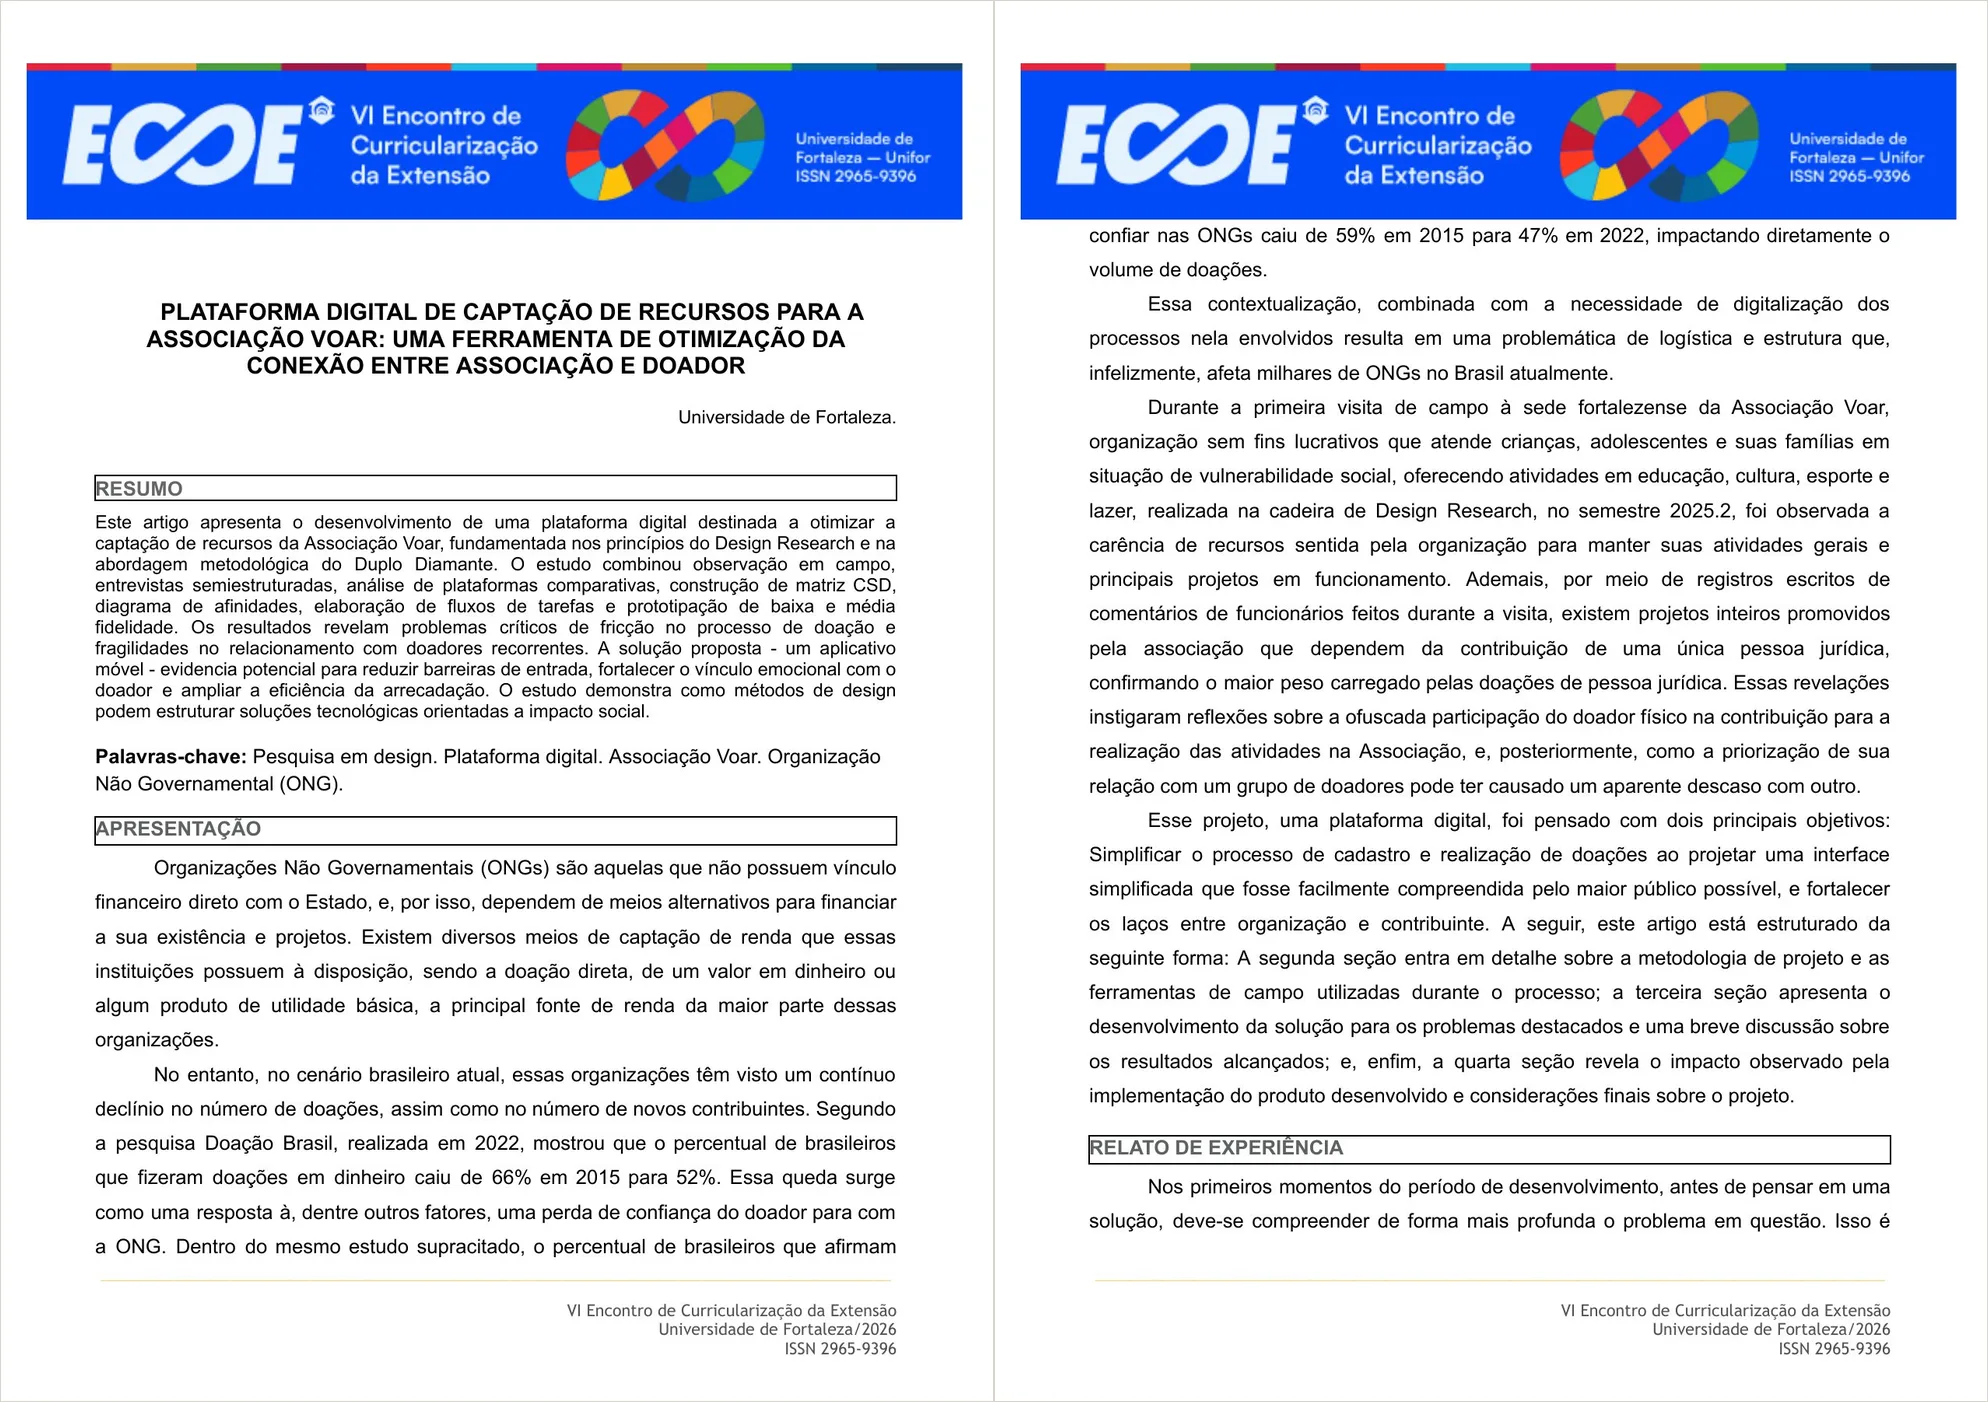 ECOE
VI Encontro de
Curricularização
da Extensão
Universidade de
Fortaleza — Unifor
ISSN 2965-9396
PLATAFORMA DIGITAL DE CAPTAÇÃO DE RECURSOS PARA A
ASSOCIAÇÃO VOAR: UMA FERRAMENTA DE OTIMIZAÇÃO DA
CONEXÃO ENTRE ASSOCIAÇÃO E DOADOR
Universidade de Fortaleza.
RESUMO
Este artigo apresenta o desenvolvimento de uma plataforma digital destinada a otimizar a
captação de recursos da Associação Voar, fundamentada nos princípios do Design Research e na
abordagem metodológica do Duplo Diamante. O estudo combinou observação em campo,
entrevistas semiestruturadas, análise de plataformas comparativas, construção de matriz CSD,
diagrama de afinidades, elaboração de fluxos de tarefas e prototipação de baixa e média
fidelidade. Os resultados revelam problemas críticos de fricção no processo de doação e
fragilidades no relacionamento com doadores recorrentes. A solução proposta - um aplicativo
móvel - evidencia potencial para reduzir barreiras de entrada, fortalecer o vínculo emocional com o
doador e ampliar a eficiência da arrecadação. O estudo demonstra como métodos de design
podem estruturar soluções tecnológicas orientadas a impacto social.
Palavras-chave: Pesquisa em design. Plataforma digital. Associação Voar. Organização
Não Governamental (ONG).
APRESENTAÇÃO
Organizações Não Governamentais (ONGs) são aquelas que não possuem vínculo
financeiro direto com o Estado, e, por isso, dependem de meios alternativos para financiar
a sua existência e projetos. Existem diversos meios de captação de renda que essas
instituições possuem à disposição, sendo a doação direta, de um valor em dinheiro ou
algum produto de utilidade básica, a principal fonte de renda da maior parte dessas
organizações.
No entanto, no cenário brasileiro atual, essas organizações têm visto um contínuo
declínio no número de doações, assim como no número de novos contribuintes. Segundo
a pesquisa Doação Brasil, realizada em 2022, mostrou que o percentual de brasileiros
que fizeram doações em dinheiro caiu de 66% em 2015 para 52%. Essa queda surge
como uma resposta à, dentre outros fatores, uma perda de confiança do doador para com
a ONG. Dentro do mesmo estudo supracitado, o percentual de brasileiros que afirmam
VI Encontro de Curricularização da Extensão
Universidade de Fortaleza/2026
ISSN 2965-9396
ECOE
VI Encontro de
Curricularização
da Extensão
Universidade de
Fortaleza — Unifor
ISSN 2965-9396
confiar nas ONGs caiu de 59% em 2015 para 47% em 2022, impactando diretamente o
volume de doações.
Essa contextualização, combinada com a necessidade de digitalização dos
processos nela envolvidos resulta em uma problemática de logística e estrutura que,
infelizmente, afeta milhares de ONGs no Brasil atualmente.
Durante a primeira visita de campo à sede fortalezense da Associação Voar,
organização sem fins lucrativos que atende crianças, adolescentes e suas famílias em
situação de vulnerabilidade social, oferecendo atividades em educação, cultura, esporte e
lazer, realizada na cadeira de Design Research, no semestre 2025.2, foi observada a
carência de recursos sentida pela organização para manter suas atividades gerais e
principais projetos em funcionamento. Ademais, por meio de registros escritos de
comentários de funcionários feitos durante a visita, existem projetos inteiros promovidos
pela associação que dependem da contribuição de uma única pessoa jurídica,
confirmando o maior peso carregado pelas doações de pessoa jurídica. Essas revelações
instigaram reflexões sobre a ofuscada participação do doador físico na contribuição para a
realização das atividades na Associação, e, posteriormente, como a priorização de sua
relação com um grupo de doadores pode ter causado um aparente descaso com outro.
Esse projeto, uma plataforma digital, foi pensado com dois principais objetivos:
Simplificar o processo de cadastro e realização de doações ao projetar uma interface
simplificada que fosse facilmente compreendida pelo maior público possível, e fortalecer
os laços entre organização e contribuinte. A seguir, este artigo está estruturado da
seguinte forma: A segunda seção entra em detalhe sobre a metodologia de projeto e as
ferramentas de campo utilizadas durante o processo; a terceira seção apresenta o
desenvolvimento da solução para os problemas destacados e uma breve discussão sobre
os resultados alcançados; e, enfim, a quarta seção revela o impacto observado pela
implementação do produto desenvolvido e considerações finais sobre o projeto.
RELATO DE EXPERIÊNCIA
Nos primeiros momentos do período de desenvolvimento, antes de pensar em uma
solução, deve-se compreender de forma mais profunda o problema em questão. Isso é
VI Encontro de Curricularização da Extensão
Universidade de Fortaleza/2026
ISSN 2965-9396